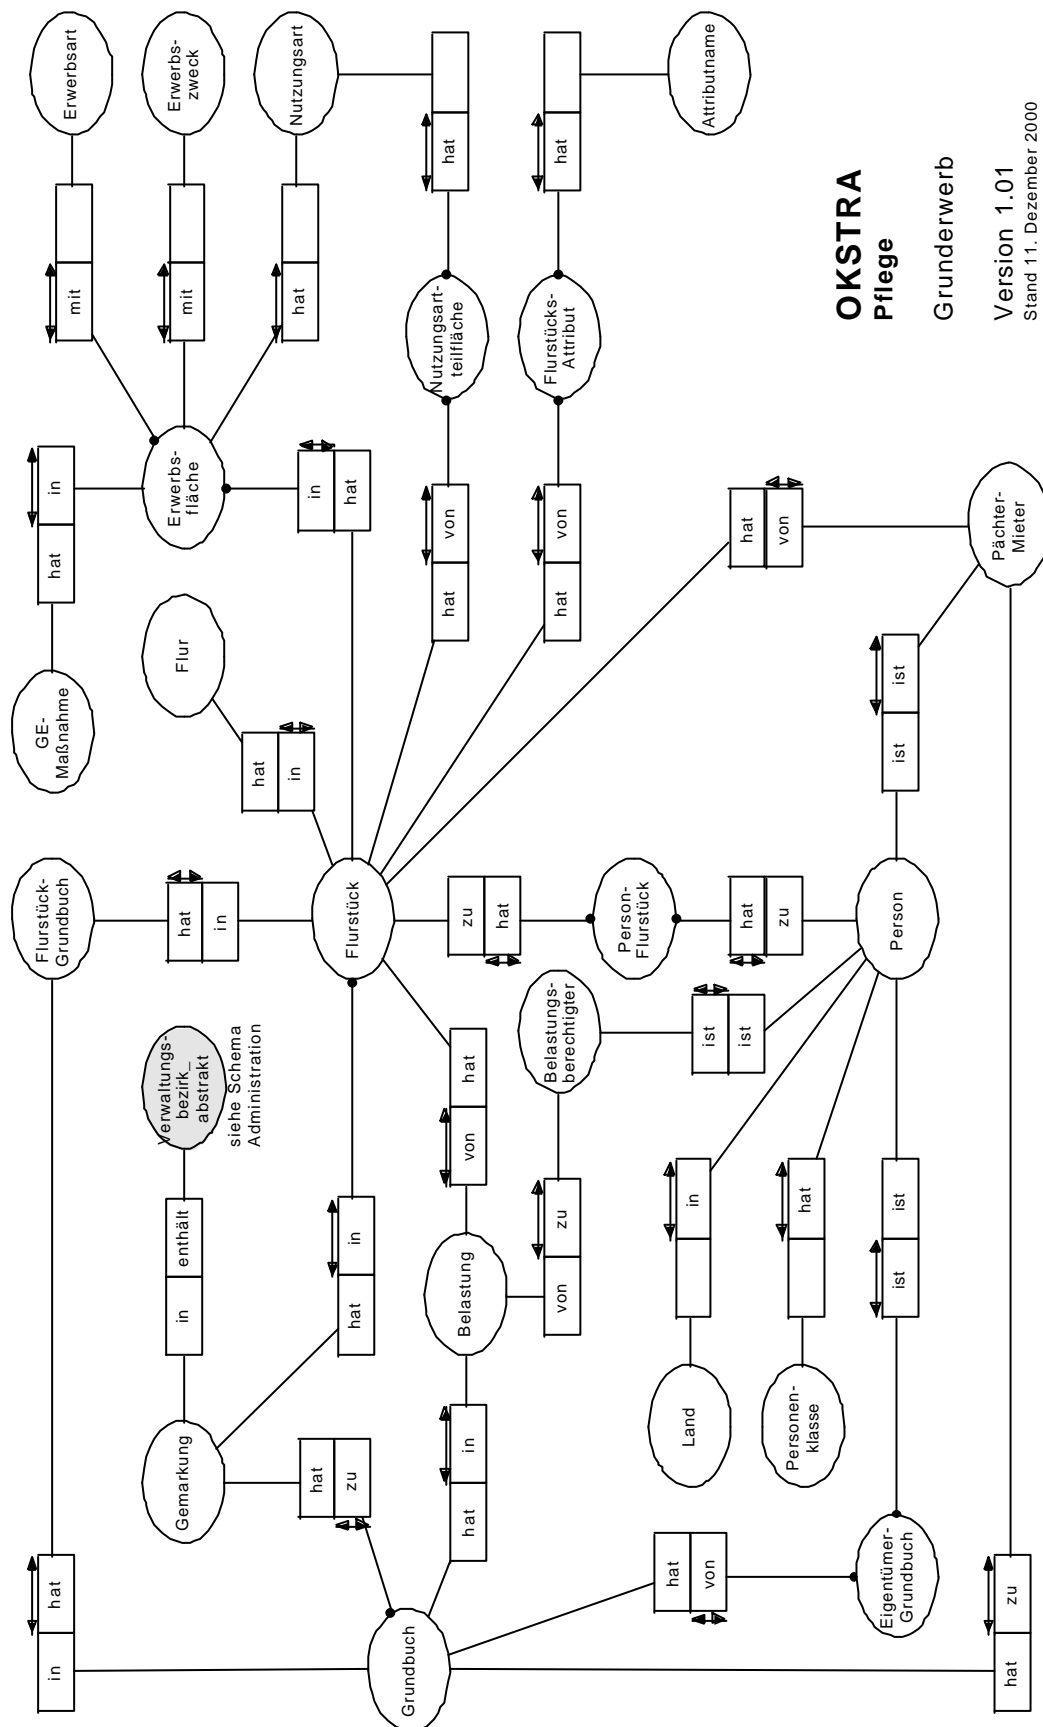 in
hat
Flurstück-
Grundbuch
GE-
Maßnahme
hat
in
mit
Erwerbsart
Gemarkung
in
enthält
Verwaltungs-
bezirk_
abstrakt
siehe Schema
Administration
hat
in
Flur
Erwerbs-
fläche
mit
Erwerbs-
zweck
hat
zu
hat
in
in
hat
hat
Nutzungsart
hat
in
Flurstück
Grundbuch
hat
in
Belastung
von
hat
zu
hat
hat
von
Nutzungsart-
teilfläche
hat
von
zu
Belastungs-
berechtigter
hat
von
Flurstücks-
Attribut
hat
Person-
Flurstück
hat
von
Land
in
ist
ist
hat
zu
hat
von
Attributname
Personen-
klasse
hat
Eigentümer-
Grundbuch
ist
ist
Person
ist
ist
hat
zu
Pächter-
Mieter
OKSTRA
Pflege
Grunderwerb
Version 1.01
Stand 11. Dezember 2000